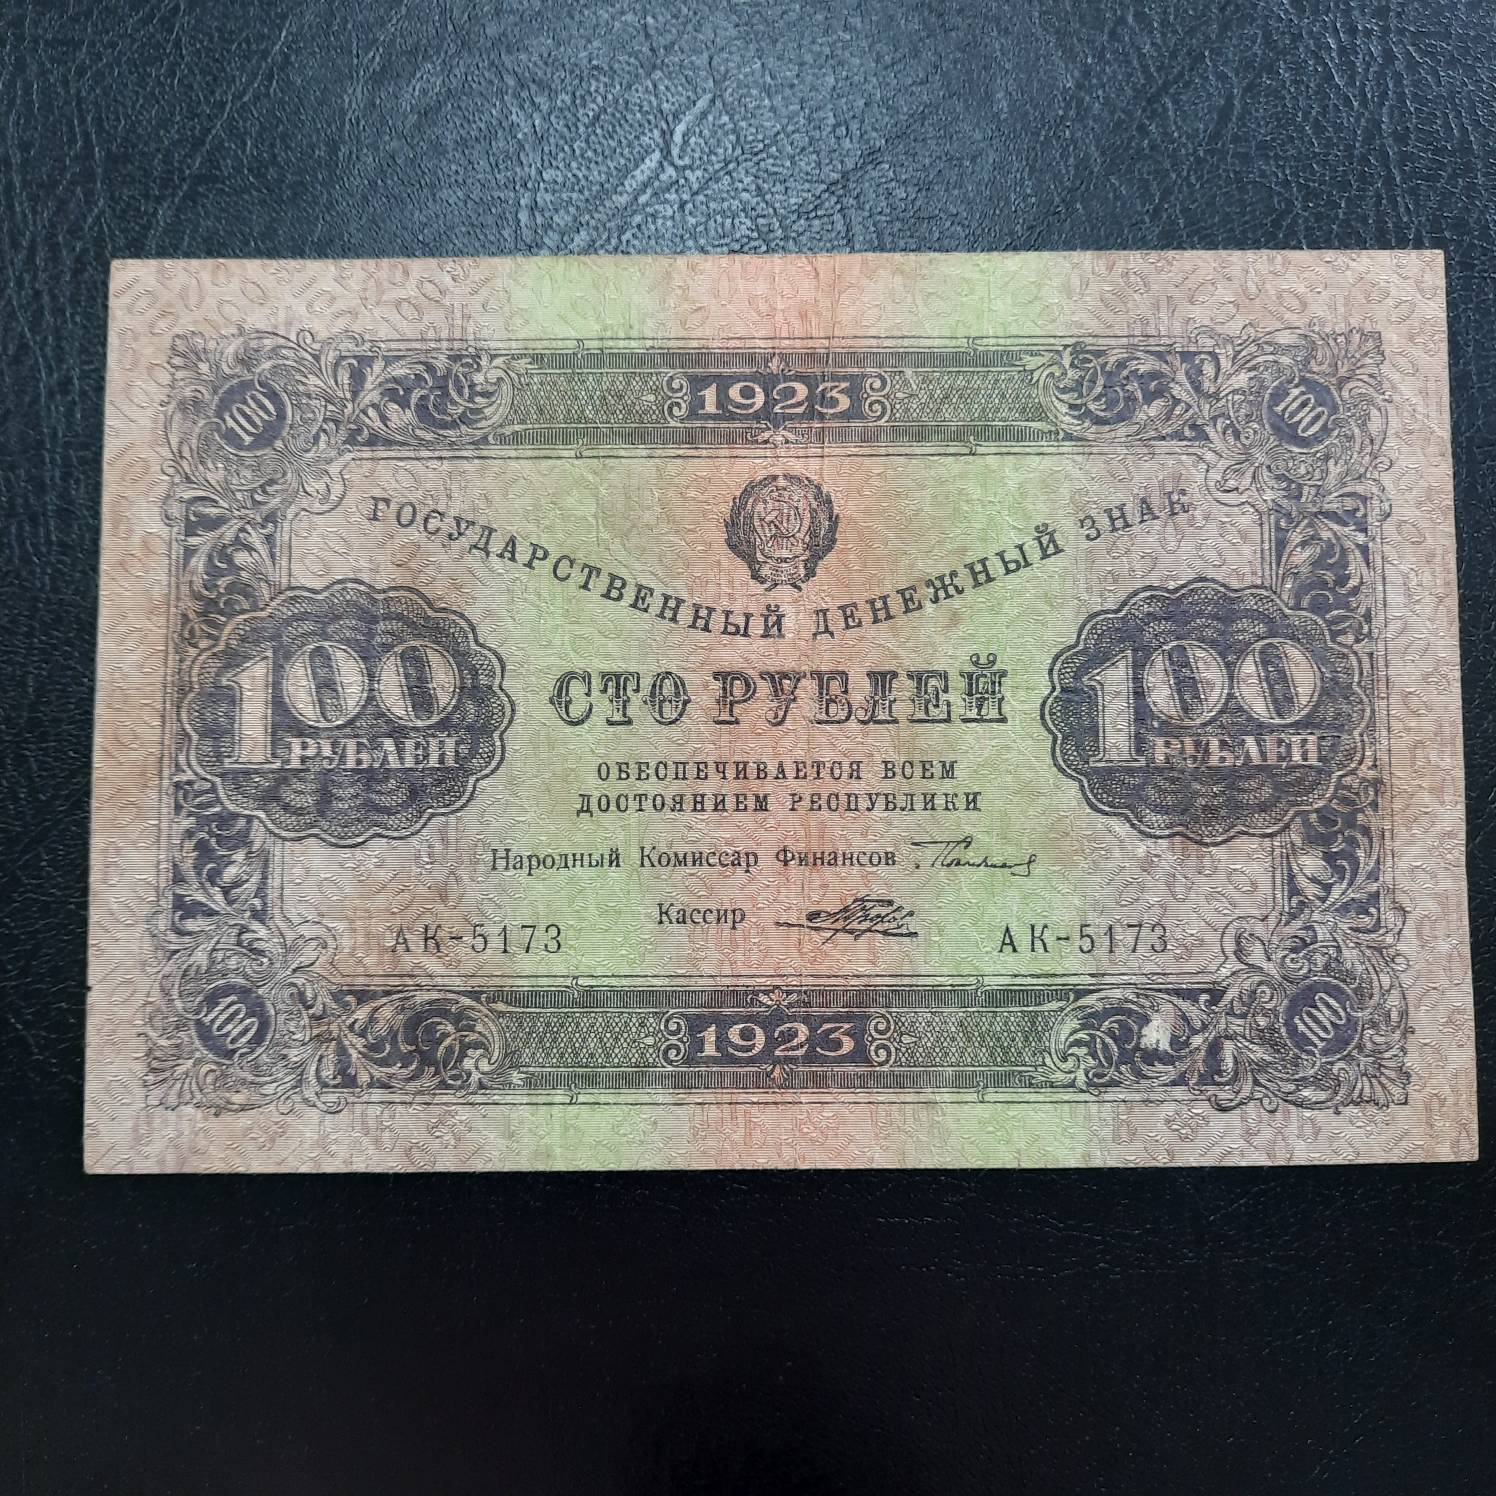 1923
100 100
ГОСУДАРСТВЕННЫЙ ДЕНЕЖНЫЙ ЗНАК
100 РУБЛЕЙ
СТО РУБЛЕЙ
100 РУБЛЕЙ
ОБЕСПЕЧИВАЕТСЯ ВСЕМ
ДОСТОЯНИЕМ РЕСПУБЛИКИ
Народный Комиссар Финансов
Кассир
АК-5173 АК-5173
100 100
1923